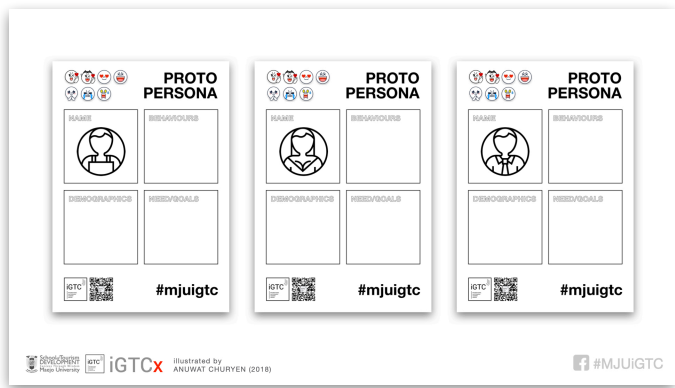 PROTO
PERSONA
NAME
BEHAVIOURS
DEMOGRAPHICS
NEED/GOALS
iGTC
#mjuigtc
PROTO
PERSONA
NAME
BEHAVIOURS
DEMOGRAPHICS
NEED/GOALS
iGTC
#mjuigtc
PROTO
PERSONA
NAME
BEHAVIOURS
DEMOGRAPHICS
NEED/GOALS
iGTC
#mjuigtc
School of Tourism
DEVELOPMENT
Maejo University
iGTC
iGTCx
illustrated by
ANUWAT CHURYEN (2018)
#MJUiGTC